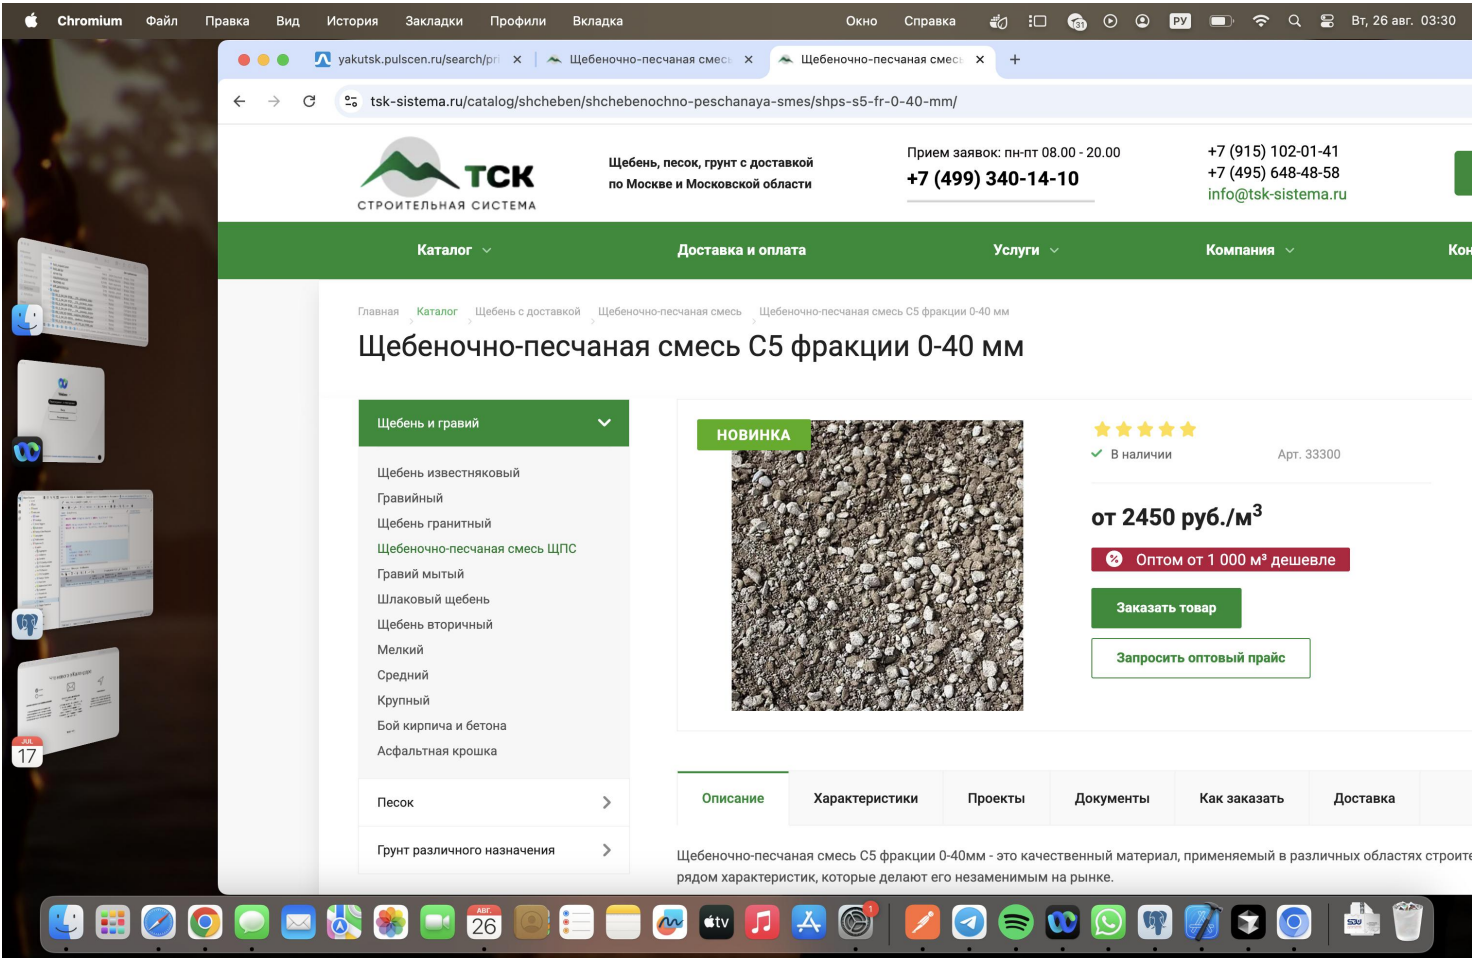 Chromium Файл Правка Вид История Закладки Профили Вкладка Окно Справка РУ Вт, 26 авг. 03:30
yakutsk.pulscen.ru/search/pri Щебеночно-песчаная смесь Щебеночно-песчаная смесь
tsk-sistema.ru/catalog/shcheben/shchebenochno-peschanaya-smes/shps-s5-fr-0-40-mm/
ТСК
СТРОИТЕЛЬНАЯ СИСТЕМА
Щебень, песок, грунт с доставкой
по Москве и Московской области
Прием заявок: пн-пт 08.00 - 20.00
+7 (499) 340-14-10
+7 (915) 102-01-41
+7 (495) 648-48-58
info@tsk-sistema.ru
Каталог Доставка и оплата Услуги Компания Кон
Главная Каталог Щебень с доставкой Щебеночно-песчаная смесь Щебеночно-песчаная смесь С5 фракции 0-40 мм
Щебеночно-песчаная смесь С5 фракции 0-40 мм
Щебень и гравий
Щебень известняковый
Гравийный
Щебень гранитный
Щебеночно-песчаная смесь ЩПС
Гравий мытый
Шлаковый щебень
Щебень вторичный
Мелкий
Средний
Крупный
Бой кирпича и бетона
Асфальтная крошка
Песок
Грунт различного назначения
НОВИНКА
В наличии Арт. 33300
от 2450 руб./м³
Оптом от 1 000 м³ дешевле
Заказать товар
Запросить оптовый прайс
Описание Характеристики Проекты Документы Как заказать Доставка
Щебеночно-песчаная смесь С5 фракции 0-40мм - это качественный материал, применяемый в различных областях строите
рядом характеристик, которые делают его незаменимым на рынке.
JUL
17
АВГ.
26
tv
1